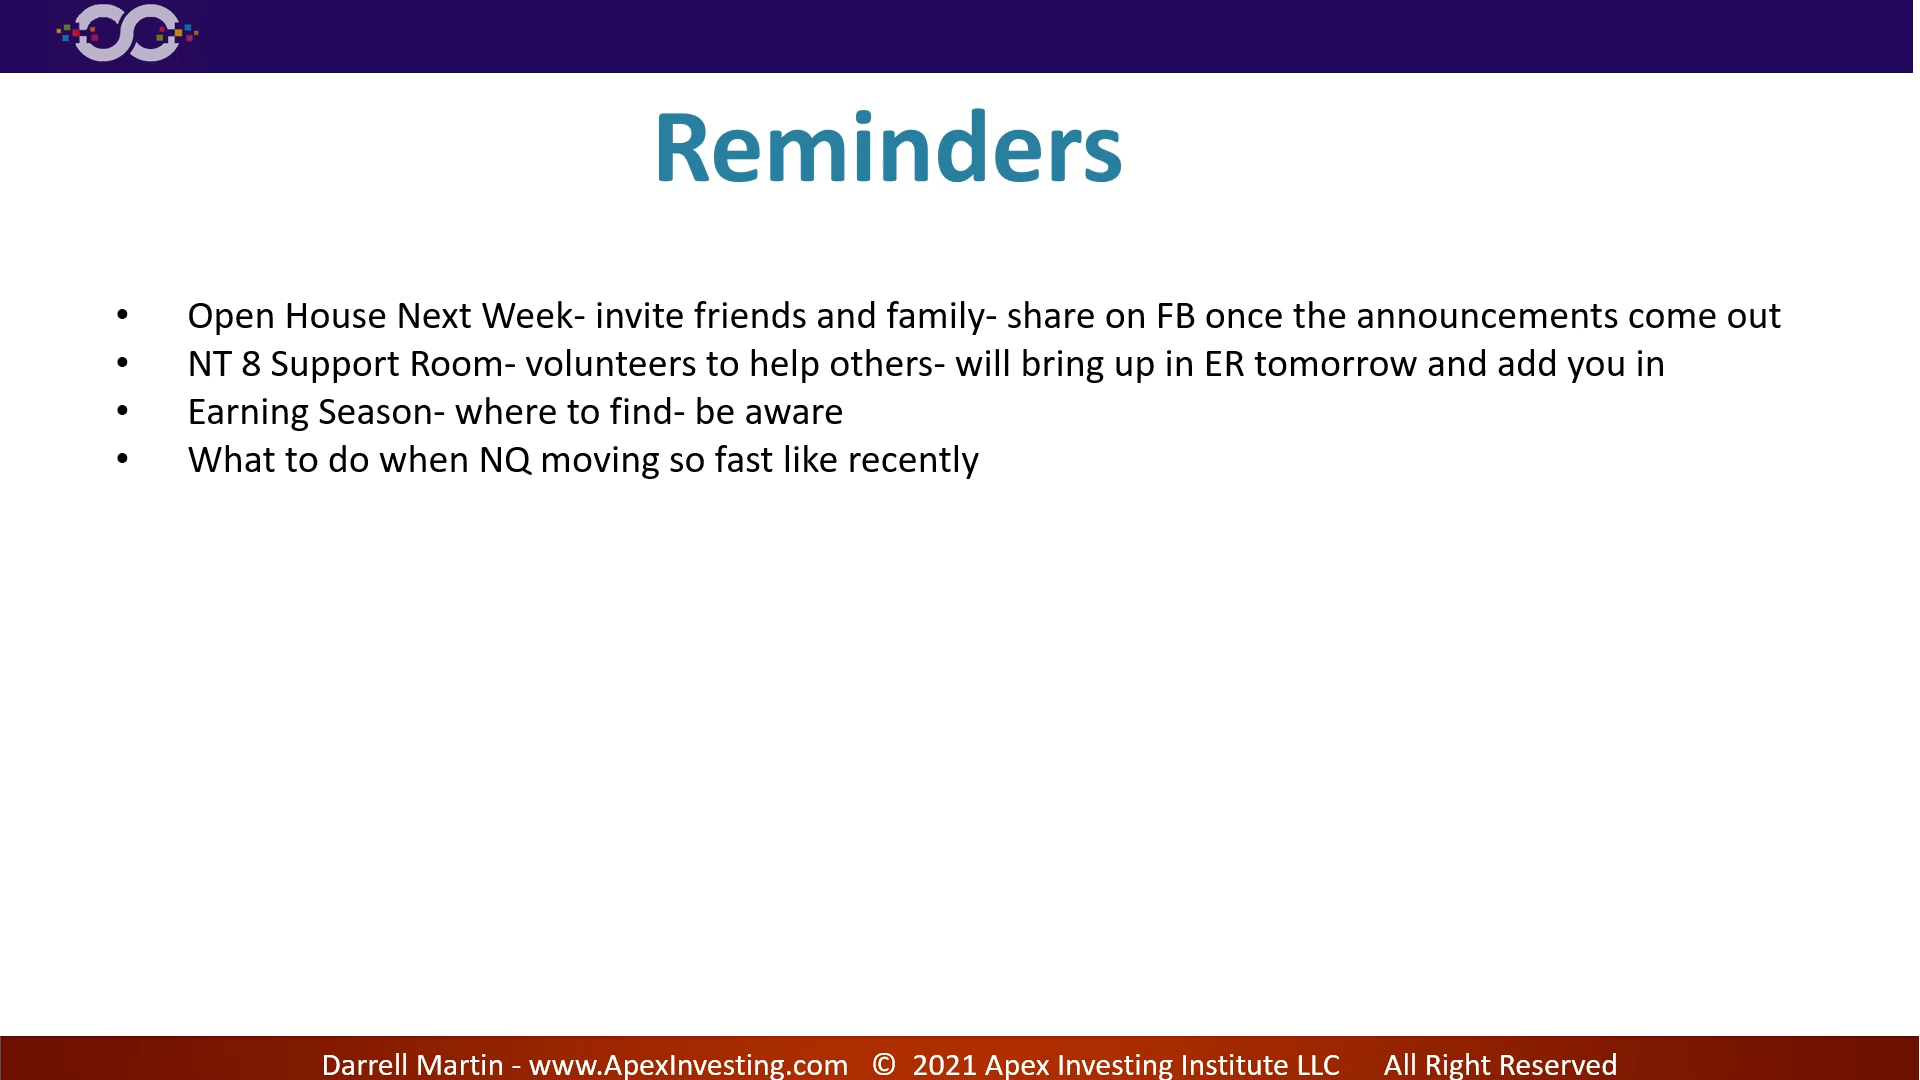 Reminders
• Open House Next Week- invite friends and family- share on FB once the announcements come out
• NT 8 Support Room- volunteers to help others- will bring up in ER tomorrow and add you in
• Earning Season- where to find- be aware
• What to do when NQ moving so fast like recently
Darrell Martin - www.ApexInvesting.com © 2021 Apex Investing Institute LLC All Right Reserved